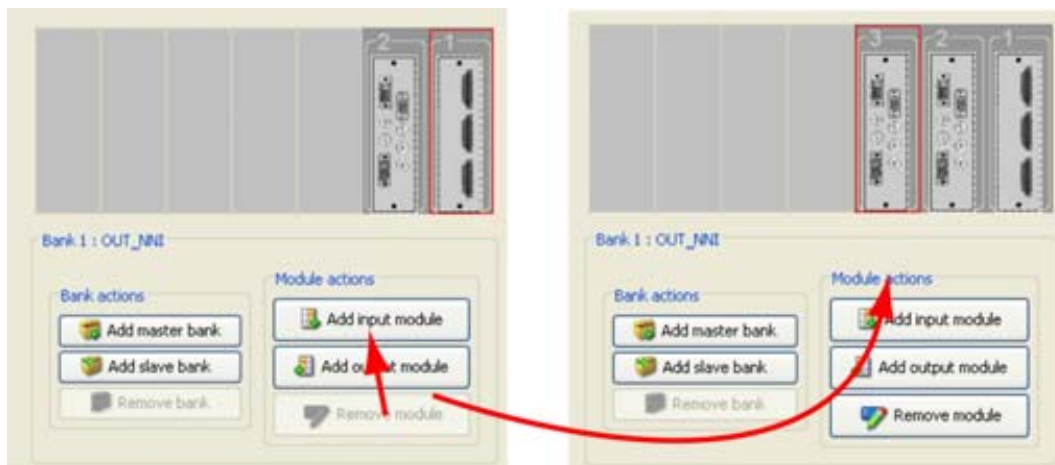 2 1
Bank 1 : OUT_NNI
Bank actions
Add master bank
Add slave bank
Remove bank
Module actions
Add input module
Add output module
Remove module
3 2 1
Bank 1 : OUT_NNI
Bank actions
Add master bank
Add slave bank
Remove bank
Module actions
Add input module
Add output module
Remove module